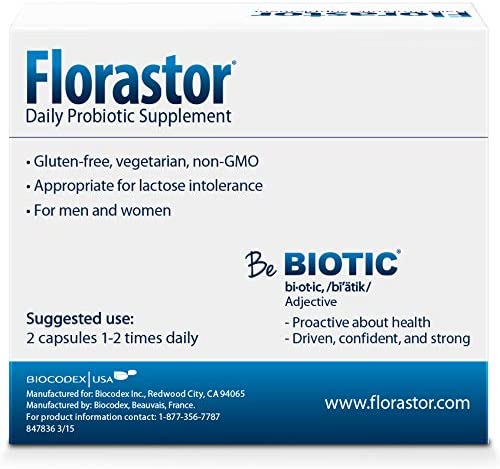 Florastor®
Florastor®
Daily Probiotic Supplement
• Gluten-free, vegetarian, non-GMO
• Appropriate for lactose intolerance
• For men and women
Be BIOTIC®
bi·ot·ic, /bī'ätik/
Adjective
- Proactive about health
- Driven, confident, and strong
Suggested use:
2 capsules 1-2 times daily
BIOCODEX | USA
Manufactured for: Biocodex Inc., Redwood City, CA 94065
Manufactured by: Biocodex, Beauvais, France.
For product information contact: 1-877-356-7787
847836 3/15
www.florastor.com